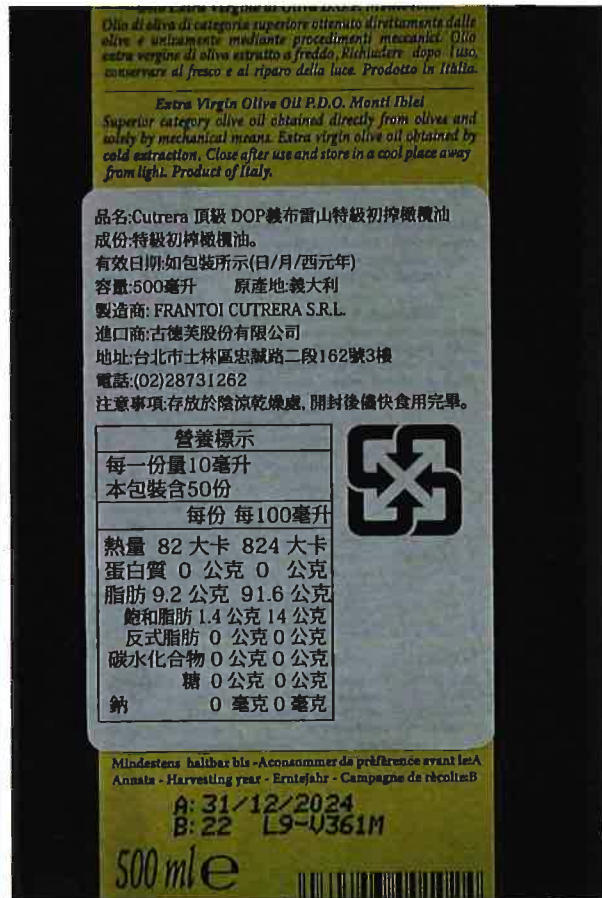 Olio di oliva di categoria superiore ottenuto direttamente dalle
olive e unicamente mediante procedimenti meccanici. Olio
extra vergine di oliva estratto a freddo, Richiudere dopo l'uso,
conservare al fresco e al riparo della luce. Prodotto in Italia.
Extra Virgin Olive Oil P.D.O. Monti Iblei
Superior category olive oil obtained directly from olives and
solely by mechanical means. Extra virgin olive oil obtained by
cold extraction. Close after use and store in a cool place away
from light. Product of Italy.
品名:Cutrera 頂級 DOP義布雷山特級初搾橄欖油
成份:特級初搾橄欖油。
有效日期:如包裝所示(日/月/西元年)
容量:500毫升 原產地:義大利
製造商: FRANTOI CUTRERA S.R.L.
進口商:古德芙股份有限公司
地址:台北市士林區忠誠路二段162號3樓
電話:(02)28731262
注意事項:存放於陰涼乾燥處, 開封後儘快食用完畢。
營養標示
每一份量10毫升
本包裝含50份
每份 每100毫升
熱量 82 大卡 824 大卡
蛋白質 0 公克 0 公克
脂肪 9.2 公克 91.6 公克
飽和脂肪 1.4 公克 14 公克
反式脂肪 0 公克 0 公克
碳水化合物 0 公克 0 公克
糖 0 公克 0 公克
鈉 0 毫克 0 毫克
Mindestens haltbar bis -Aconsommer de prèfèrence avant le:A
Annata - Harvesting year - Erntejahr - Campagne de rècolte:B
A: 31/12/2024
B: 22 L9-V361M
500 ml e